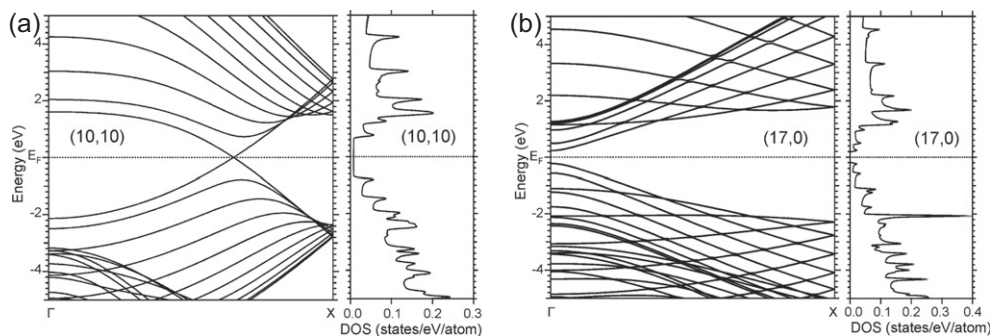 (a)
Energy (eV)
4
2
E_F
-2
-4
(10,10)
Γ
X
(10,10)
0
0.1
0.2
0.3
DOS (states/eV/atom)
(b)
Energy (eV)
4
2
E_F
-2
-4
(17,0)
Γ
X
(17,0)
0
0.1
0.2
0.3
0.4
DOS (states/eV/atom)